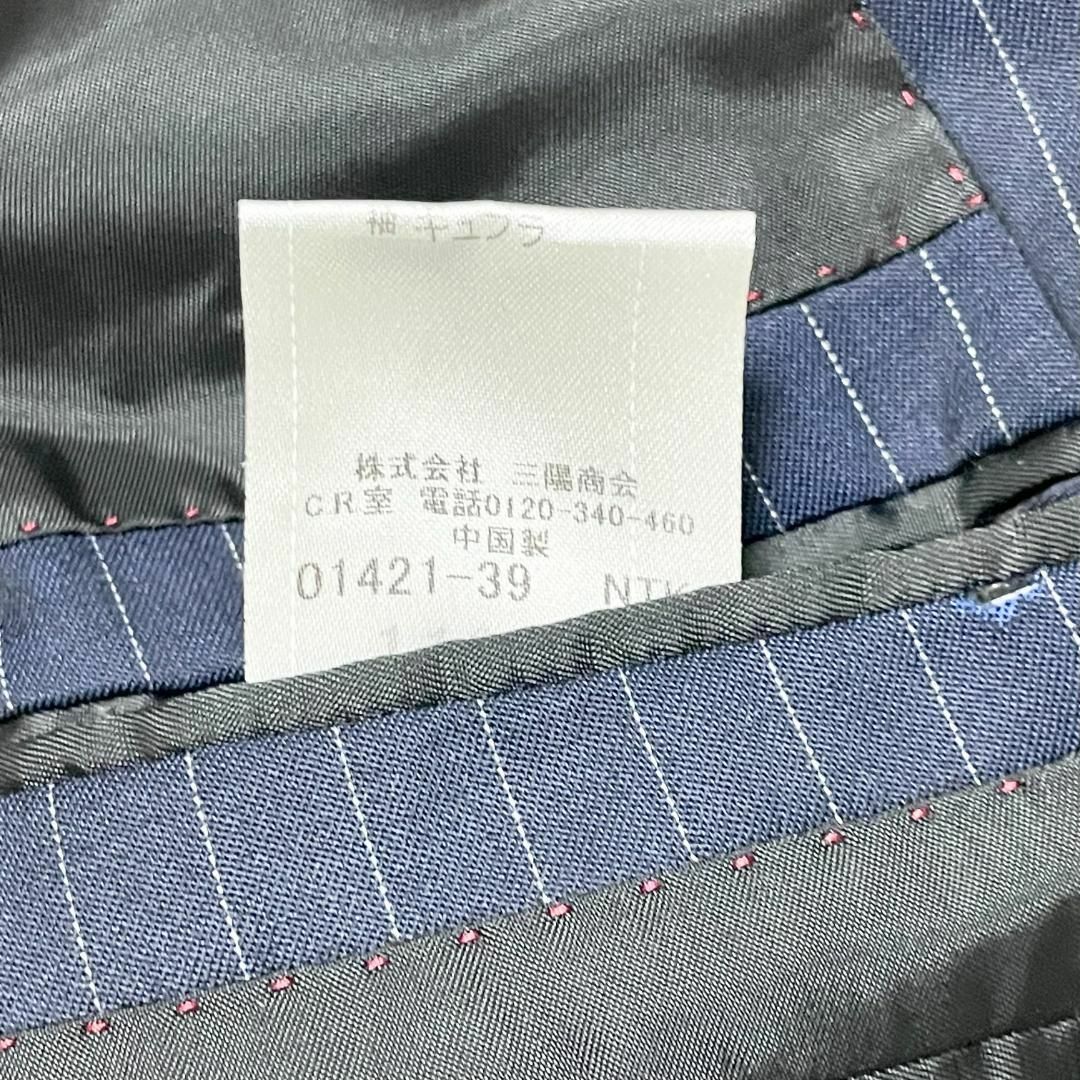 袖 キュプラ
株式会社 三陽商会
C.R室 電話0120-340-460
中国製
01421-39 NTK